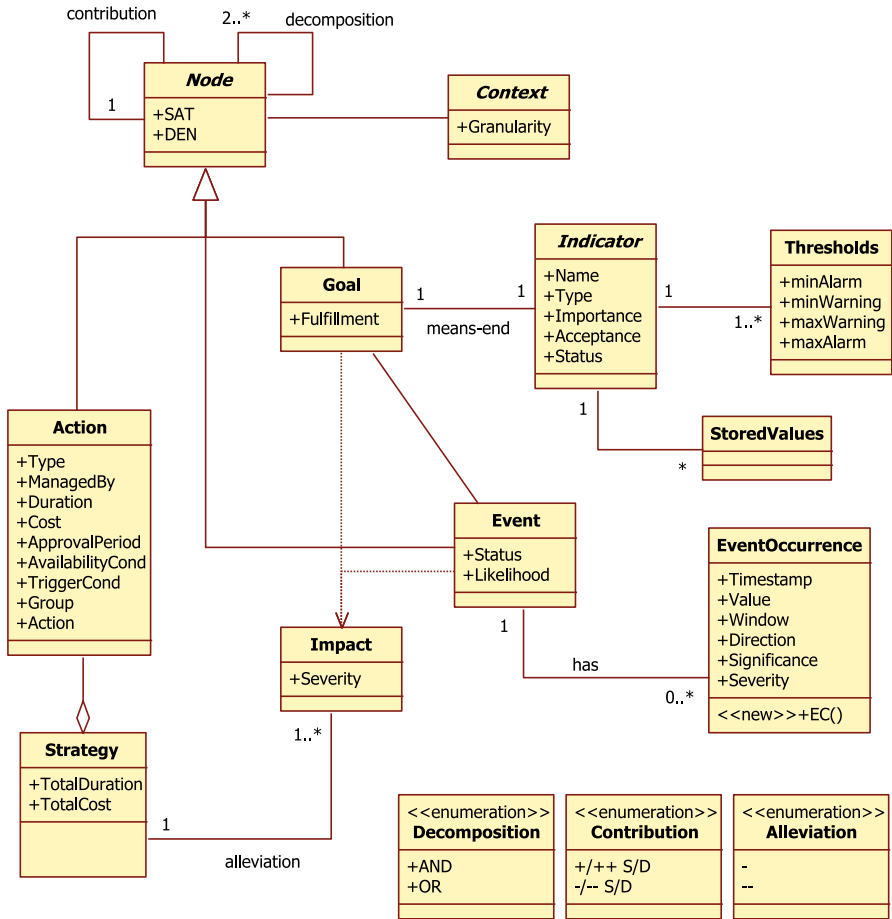 contribution
2..*
decomposition
1
Node
+SAT
+DEN
Context
+Granularity
Goal
+Fulfillment
1
1
means-end
Indicator
+Name
+Type
+Importance
+Acceptance
+Status
1
1..*
Thresholds
+minAlarm
+minWarning
+maxWarning
+maxAlarm
1
*
StoredValues
Action
+Type
+ManagedBy
+Duration
+Cost
+ApprovalPeriod
+AvailabilityCond
+TriggerCond
+Group
+Action
Event
+Status
+Likelihood
1
has
0..*
EventOccurrence
+Timestamp
+Value
+Window
+Direction
+Significance
+Severity
<<new>>+EC()
Impact
+Severity
1..*
Strategy
+TotalDuration
+TotalCost
1
alleviation
<<enumeration>>
Decomposition
+AND
+OR
<<enumeration>>
Contribution
+/++ S/D
-/-- S/D
<<enumeration>>
Alleviation
-
--